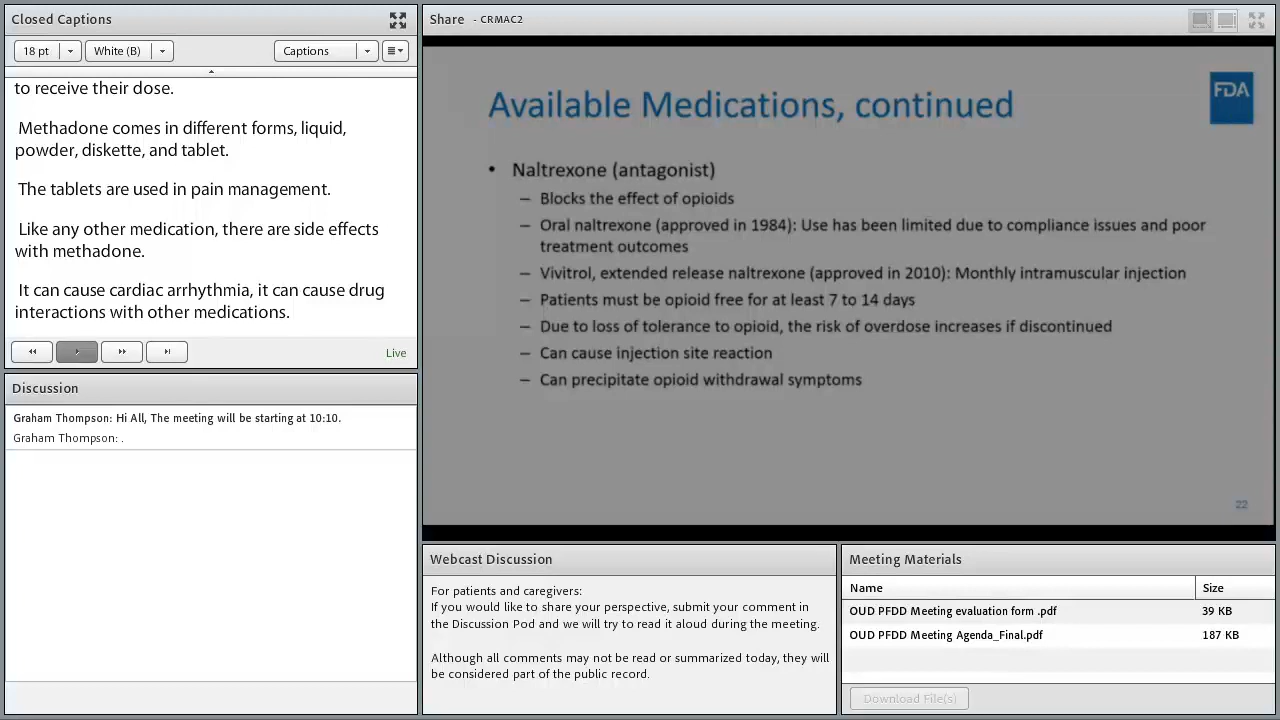 Closed Captions
18 pt
White (B)
Captions
to receive their dose.
Methadone comes in different forms, liquid,
powder, diskette, and tablet.
The tablets are used in pain management.
Like any other medication, there are side effects
with methadone.
It can cause cardiac arrhythmia, it can cause drug
interactions with other medications.
Live
Discussion
Graham Thompson: Hi All, The meeting will be starting at 10:10.
Graham Thompson: .
Share - CRMAC2
Available Medications, continued
FDA
• Naltrexone (antagonist)
– Blocks the effect of opioids
– Oral naltrexone (approved in 1984): Use has been limited due to compliance issues and poor
treatment outcomes
– Vivitrol, extended release naltrexone (approved in 2010): Monthly intramuscular injection
– Patients must be opioid free for at least 7 to 14 days
– Due to loss of tolerance to opioid, the risk of overdose increases if discontinued
– Can cause injection site reaction
– Can precipitate opioid withdrawal symptoms
22
Webcast Discussion
For patients and caregivers:
If you would like to share your perspective, submit your comment in
the Discussion Pod and we will try to read it aloud during the meeting.
Although all comments may not be read or summarized today, they will
be considered part of the public record.
Meeting Materials
Name Size
OUD PFDD Meeting evaluation form .pdf 39 KB
OUD PFDD Meeting Agenda_Final.pdf 187 KB
Download File(s)